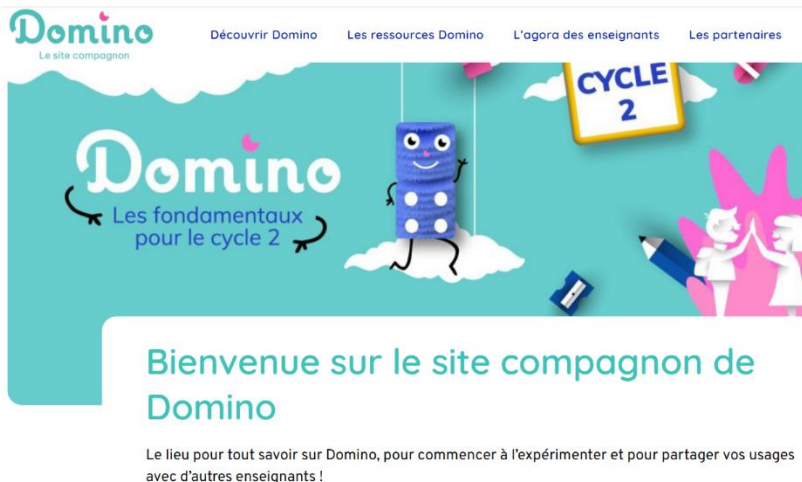 Domino
Le site compagnon
Découvrir Domino Les ressources Domino L'agora des enseignants Les partenaires
CYCLE
2
Domino
Les fondamentaux
pour le cycle 2
Bienvenue sur le site compagnon de
Domino
Le lieu pour tout savoir sur Domino, pour commencer à l'expérimenter et pour partager vos usages
avec d'autres enseignants !